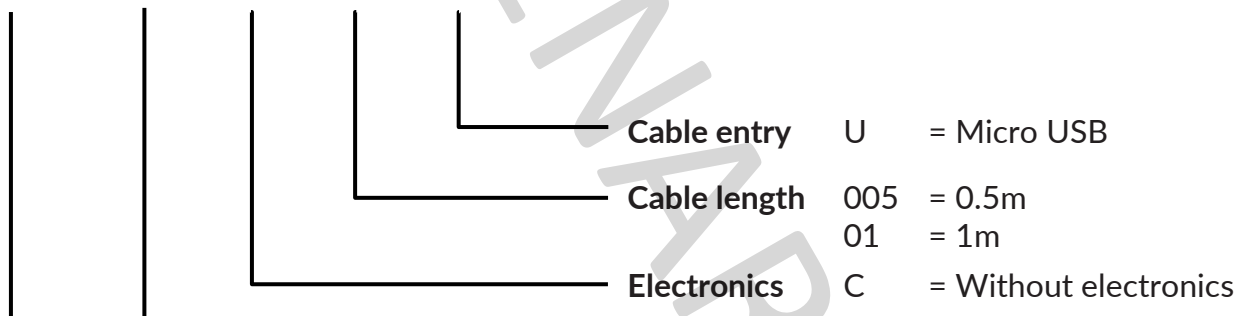 Cable entry U = Micro USB
Cable length 005 = 0.5m
01 = 1m
Electronics C = Without electronics